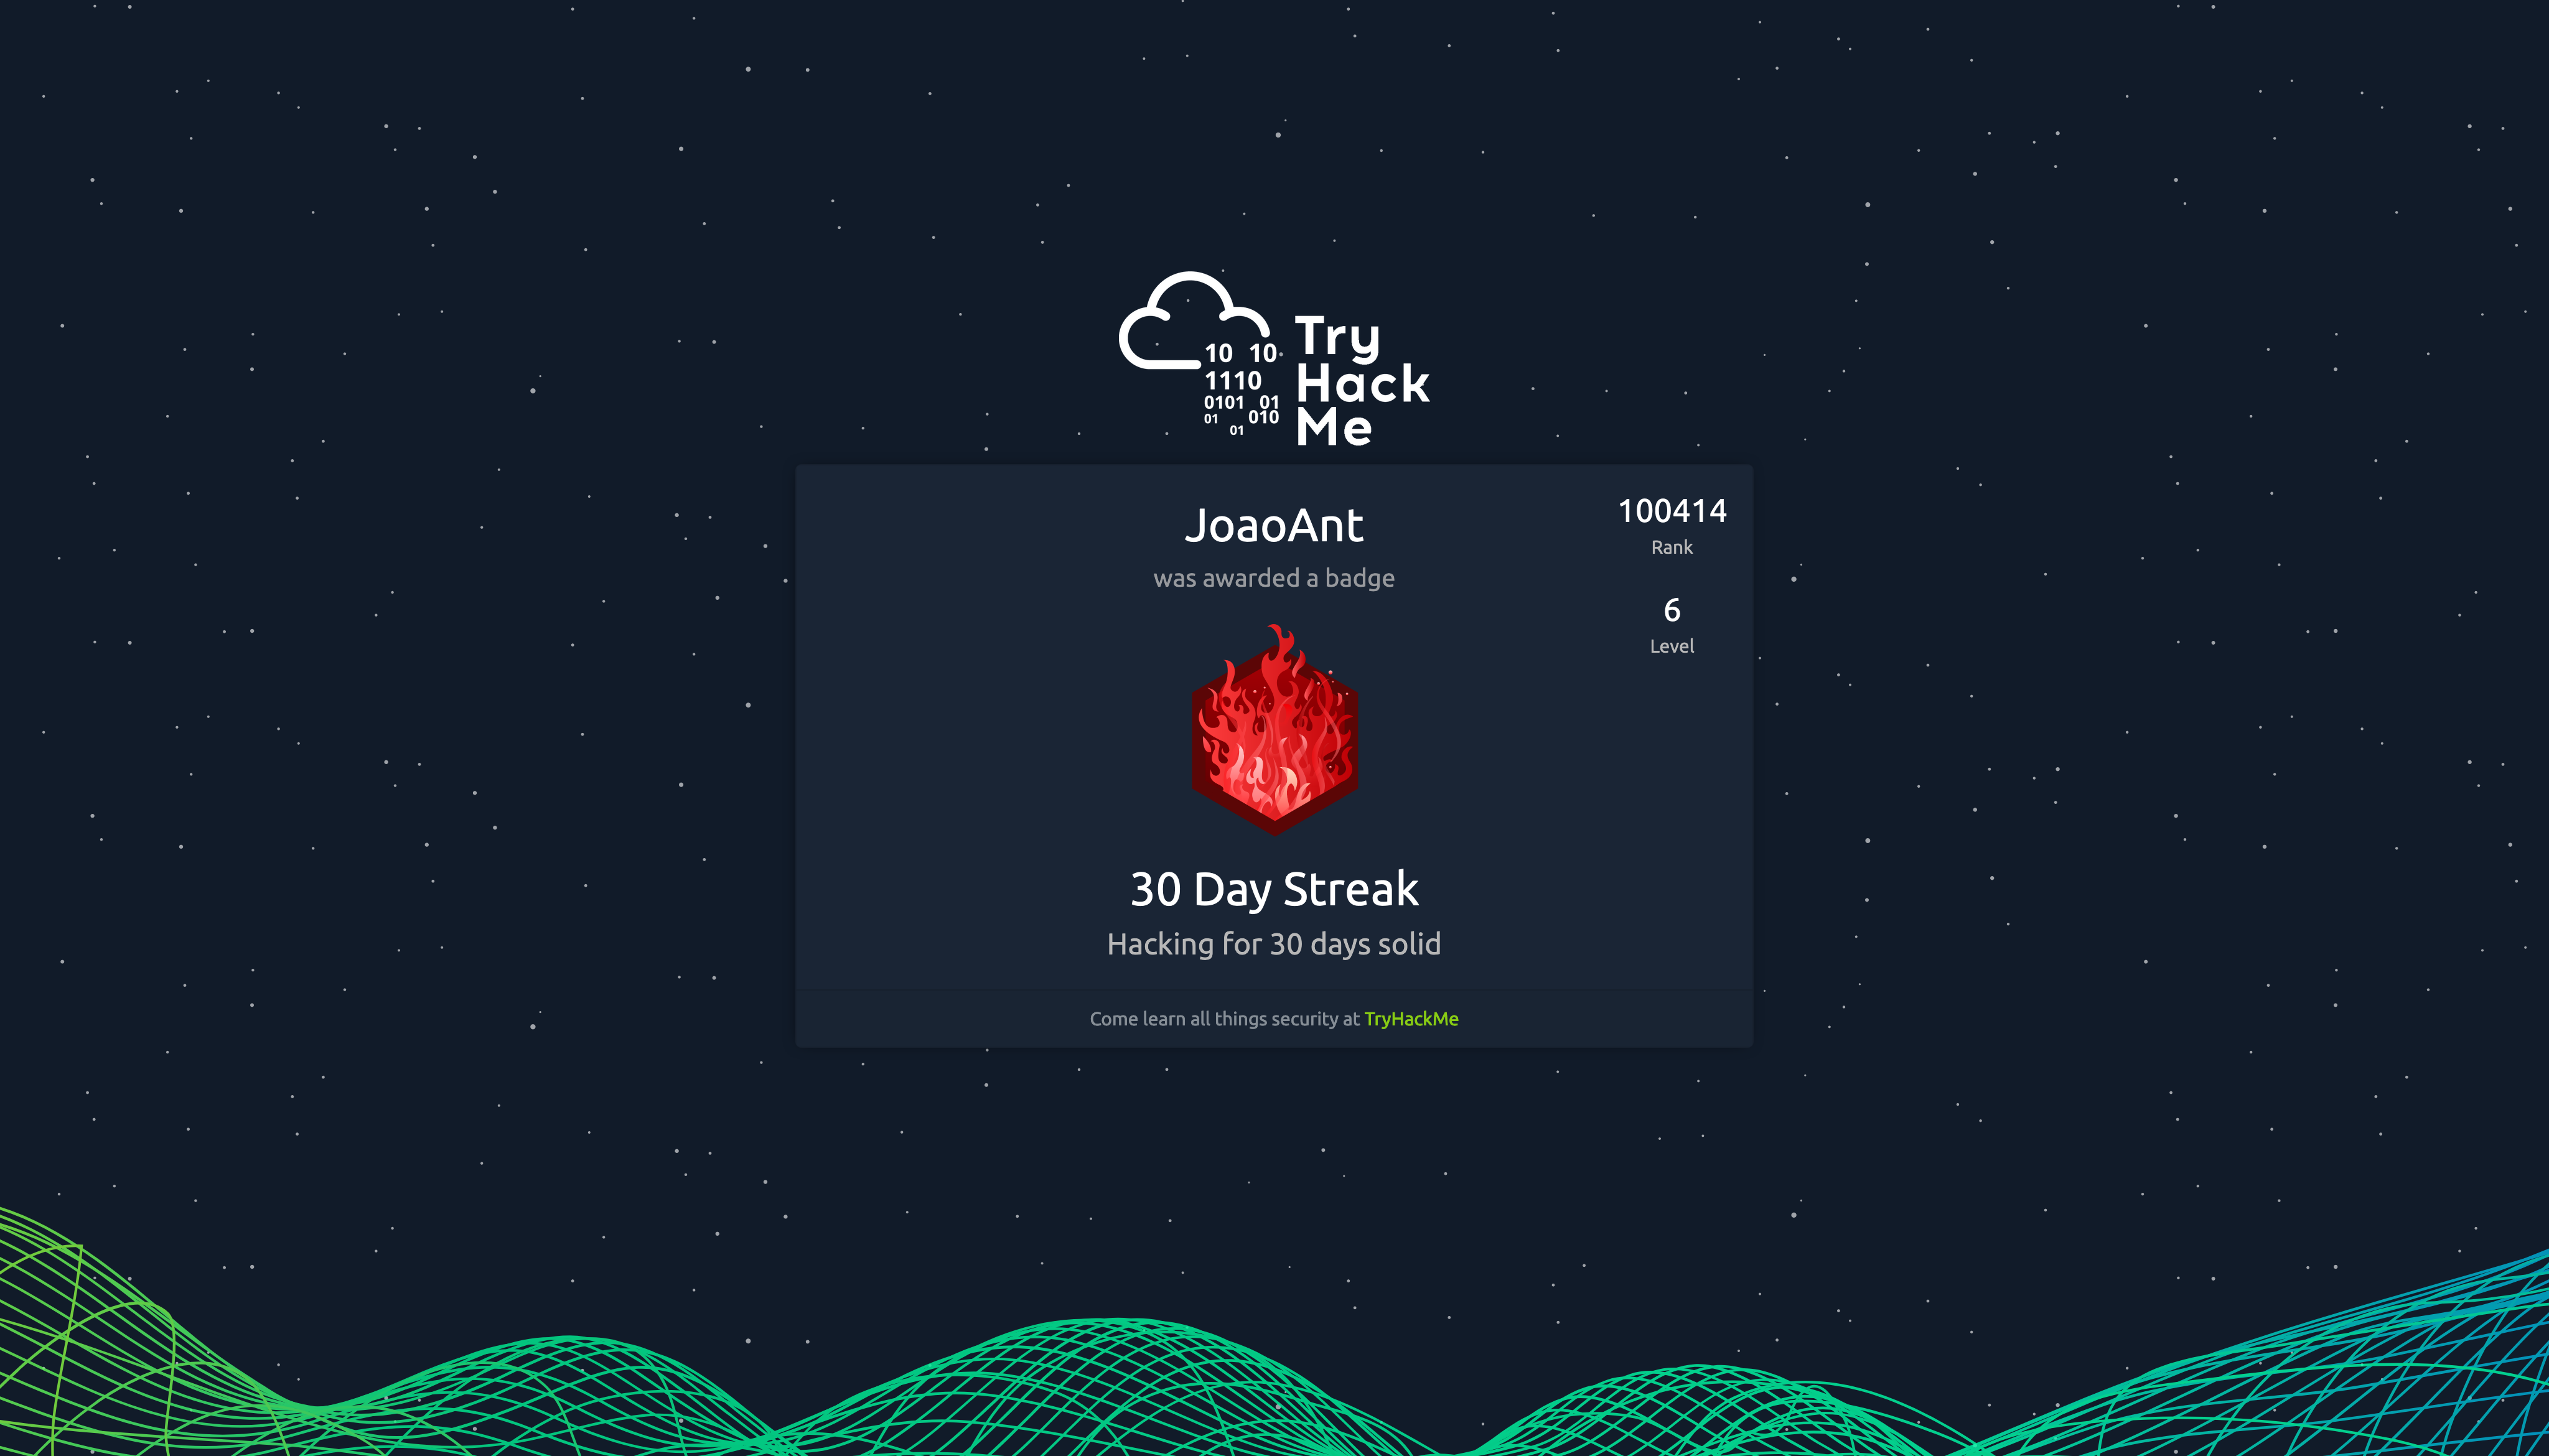 10 10
1110
0101 01
01 010
01
Try
Hack
Me
JoaoAnt
was awarded a badge
100414
Rank
6
Level
30 Day Streak
Hacking for 30 days solid
Come learn all things security at TryHackMe